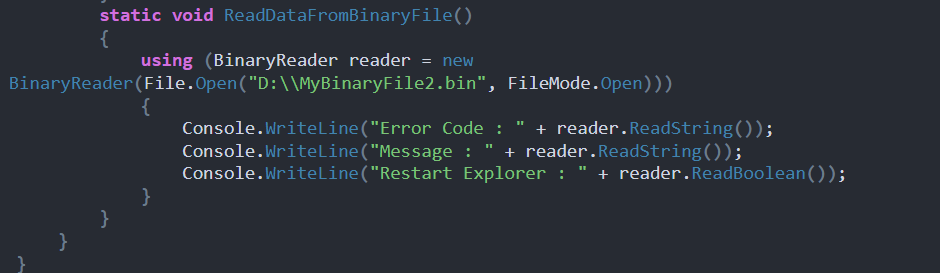 static void ReadDataFromBinaryFile()
{
using (BinaryReader reader = new
BinaryReader(File.Open("D:\\MyBinaryFile2.bin", FileMode.Open)))
{
Console.WriteLine("Error Code : " + reader.ReadString());
Console.WriteLine("Message : " + reader.ReadString());
Console.WriteLine("Restart Explorer : " + reader.ReadBoolean());
}
}
}
}